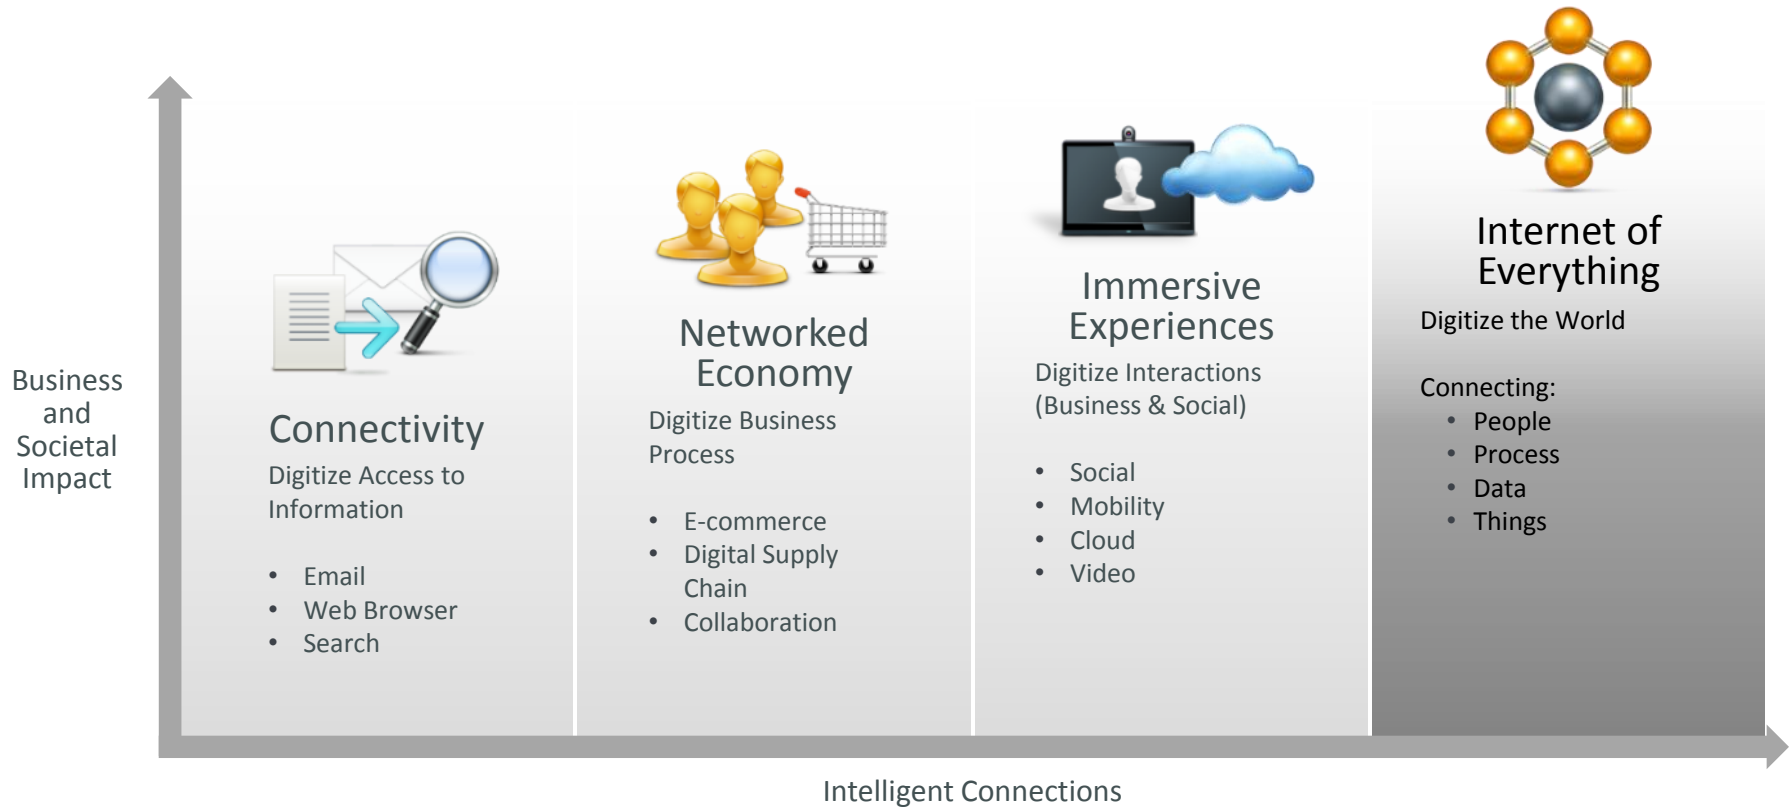 Business
and
Societal
Impact
Connectivity
Digitize Access to
Information
• Email
• Web Browser
• Search
Networked
Economy
Digitize Business
Process
• E-commerce
• Digital Supply
Chain
• Collaboration
Immersive
Experiences
Digitize Interactions
(Business & Social)
• Social
• Mobility
• Cloud
• Video
Internet of
Everything
Digitize the World
Connecting:
• People
• Process
• Data
• Things
Intelligent Connections